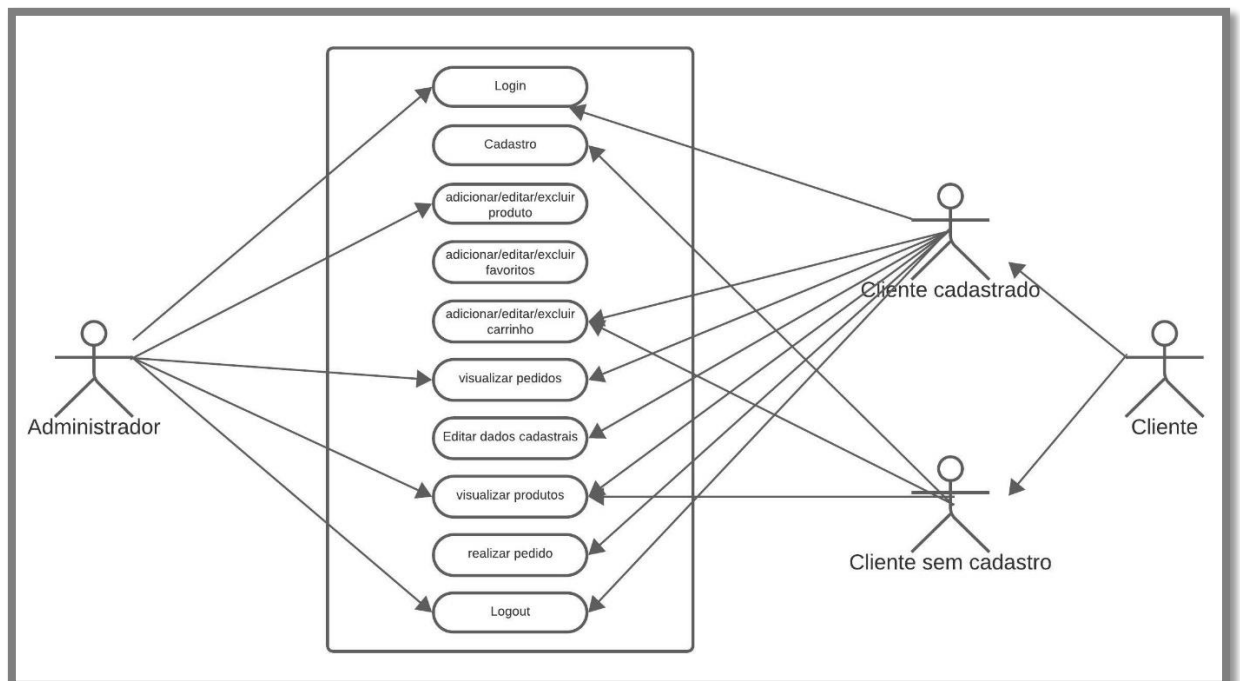 Login
Cadastro
adicionar/editar/excluir
produto
adicionar/editar/excluir
favoritos
adicionar/editar/excluir
carrinho
visualizar pedidos
Editar dados cadastrais
visualizar produtos
realizar pedido
Logout
Administrador
Cliente cadastrado
Cliente
Cliente sem cadastro